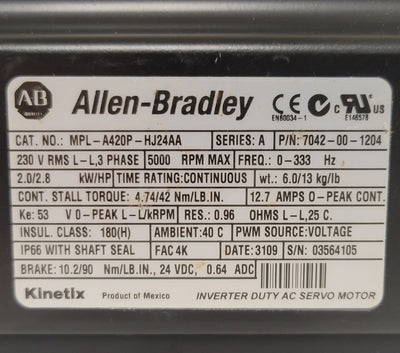 AB
QUALITY
Allen-Bradley
CE
EN60034-1
C UL US
E146578
CAT. NO. MPL-A420P-HJ24AA SERIES: A P/N: 7042-00-1204
230 V RMS L-L,3 PHASE 5000 RPM MAX FREQ.: 0-333 Hz
2.0/2.8 kW/HP TIME RATING:CONTINUOUS wt.: 6.0/13 kg/lb
CONT. STALL TORQUE: 4.74/42 Nm/LB.IN. 12.7 AMPS O-PEAK CONT.
Ke: 53 V 0-PEAK L-L/kRPM RES.: 0.96 OHMS L-L,25 C.
INSUL. CLASS: 180(H) AMBIENT:40 C PWM SOURCE:VOLTAGE
IP66 WITH SHAFT SEAL FAC 4K DATE: 3109 S/N: 03564105
BRAKE: 10.2/90 Nm/LB.IN., 24 VDC, 0.64 ADC
Kinetix Product of Mexico INVERTER DUTY AC SERVO MOTOR